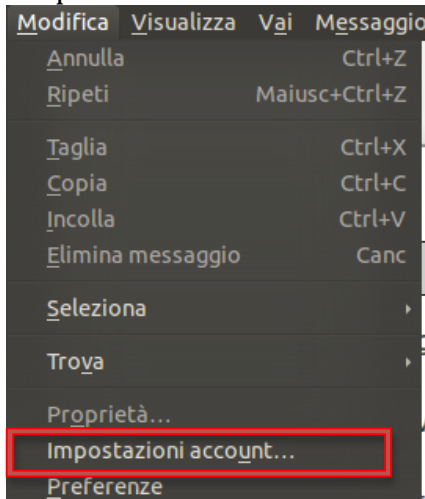 Modifica Visualizza Vai Messaggio
Annulla Ctrl+Z
Ripeti Maiusc+Ctrl+Z
Taglia Ctrl+X
Copia Ctrl+C
Incolla Ctrl+V
Elimina messaggio Canc
Seleziona
Trova
Proprietà...
Impostazioni account...
Preferenze